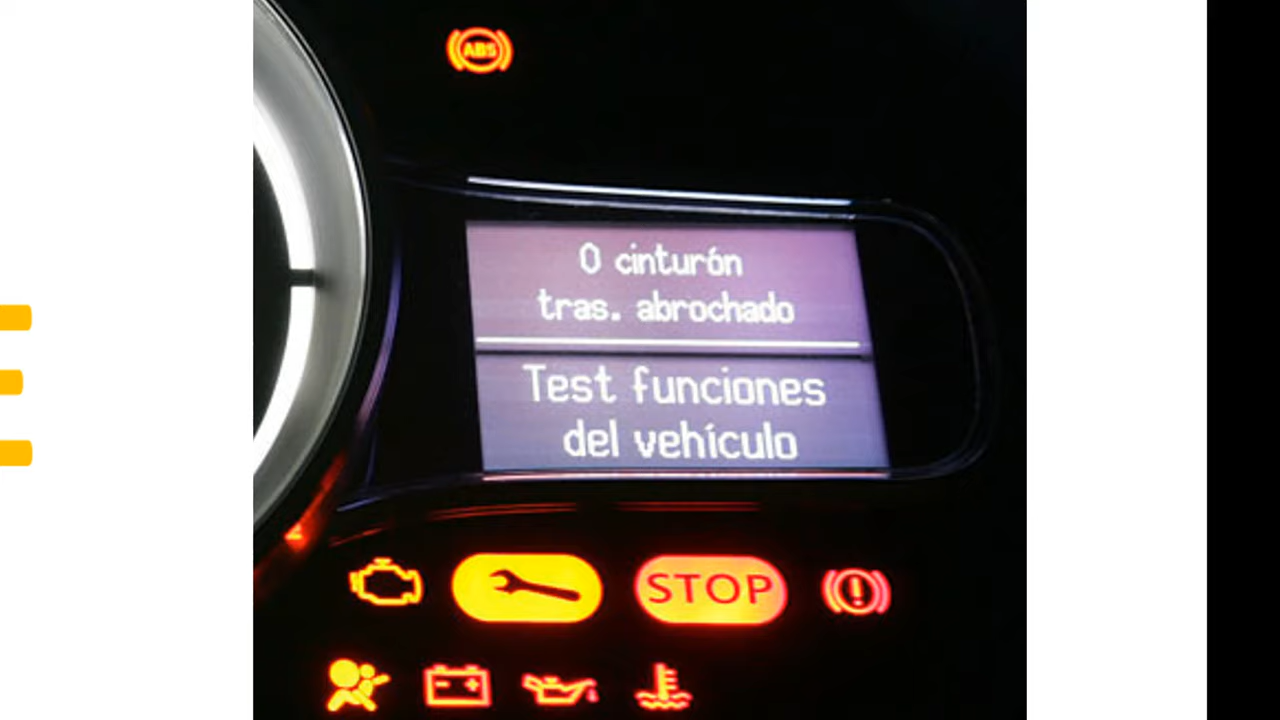 ABS
0 cinturón
tras. abrochado
Test funciones
del vehículo
STOP